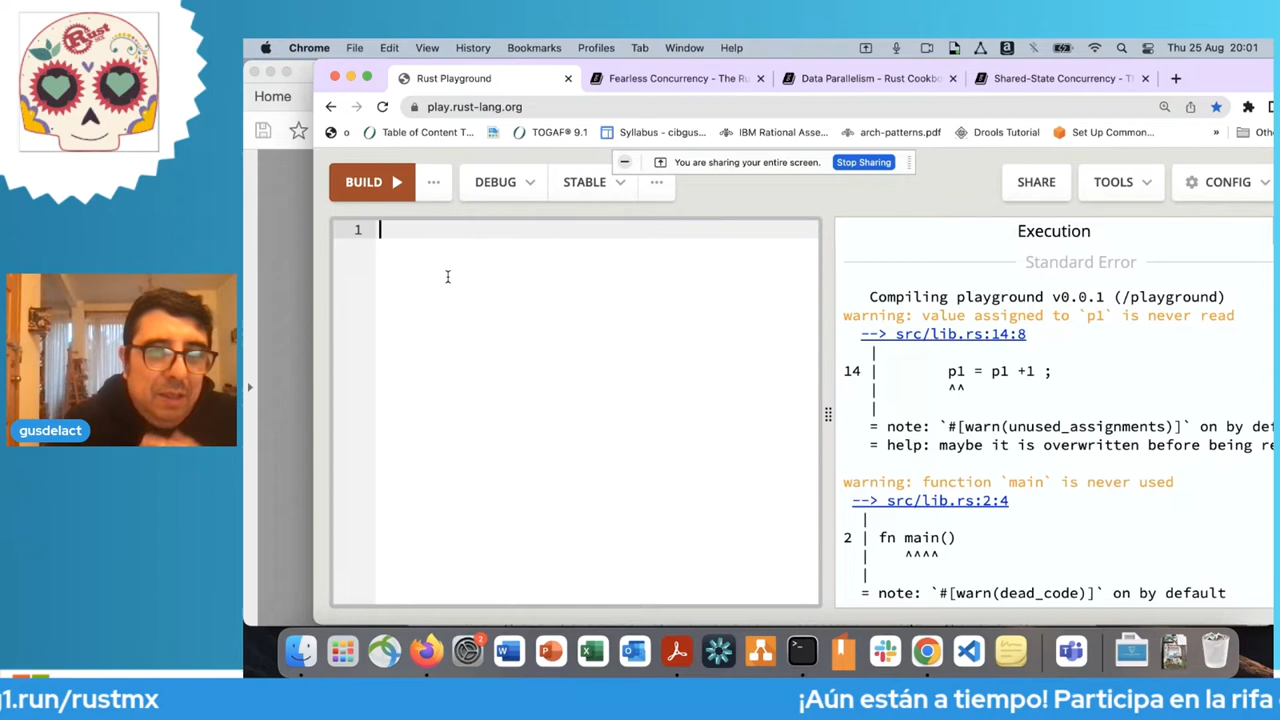 Rust
Chrome File Edit View History Bookmarks Profiles Tab Window Help Thu 25 Aug 20:01
Home
Rust Playground
Fearless Concurrency - The Ru
Data Parallelism - Rust Cookbo
Shared-State Concurrency - T
play.rust-lang.org
o Table of Content T... TOGAF® 9.1 Syllabus - cibgus... IBM Rational Asse... arch-patterns.pdf Drools Tutorial Set Up Common... » Othe
You are sharing your entire screen. Stop Sharing
BUILD ... DEBUG STABLE ... SHARE TOOLS CONFIG
1
Execution
Standard Error
Compiling playground v0.0.1 (/playground)
warning: value assigned to `p1` is never read
--> src/lib.rs:14:8
|
14 | p1 = p1 +1 ;
| ^^
|
= note: `#[warn(unused_assignments)]` on by def
= help: maybe it is overwritten before being re
warning: function `main` is never used
--> src/lib.rs:2:4
|
2 | fn main()
| ^^^^
|
= note: `#[warn(dead_code)]` on by default
gusdelact
2
g1.run/rustmx
¡Aún están a tiempo! Participa en la rifa